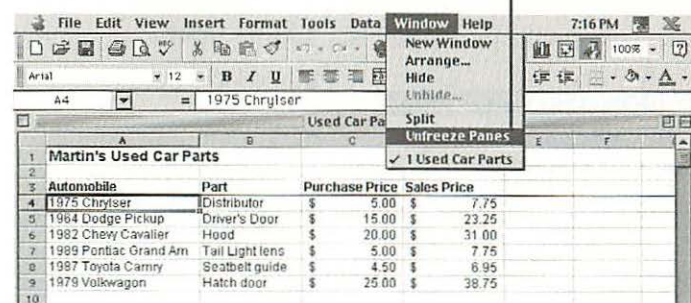 File Edit View Insert Format Tools Data Window Help 7:16 PM
New Window
Arrange...
Hide
Unhide...
Split
Unfreeze Panes
✓ 1 Used Car Parts
100%
Arial 12 B I U
A4 = 1975 Chrylser
Used Car Pa
A B C E F
1 Martin's Used Car Parts
2
3 Automobile Part Purchase Price Sales Price
4 1975 Chrylser Distributor $ 5.00 $ 7.75
5 1964 Dodge Pickup Driver's Door $ 15.00 $ 23.25
6 1982 Chevy Cavalier Hood $ 20.00 $ 31.00
7 1989 Pontiac Grand Am Tail Light lens $ 5.00 $ 7.75
8 1987 Toyota Camry Seatbelt guide $ 4.50 $ 6.95
9 1979 Volkwagon Hatch door $ 25.00 $ 38.75
10